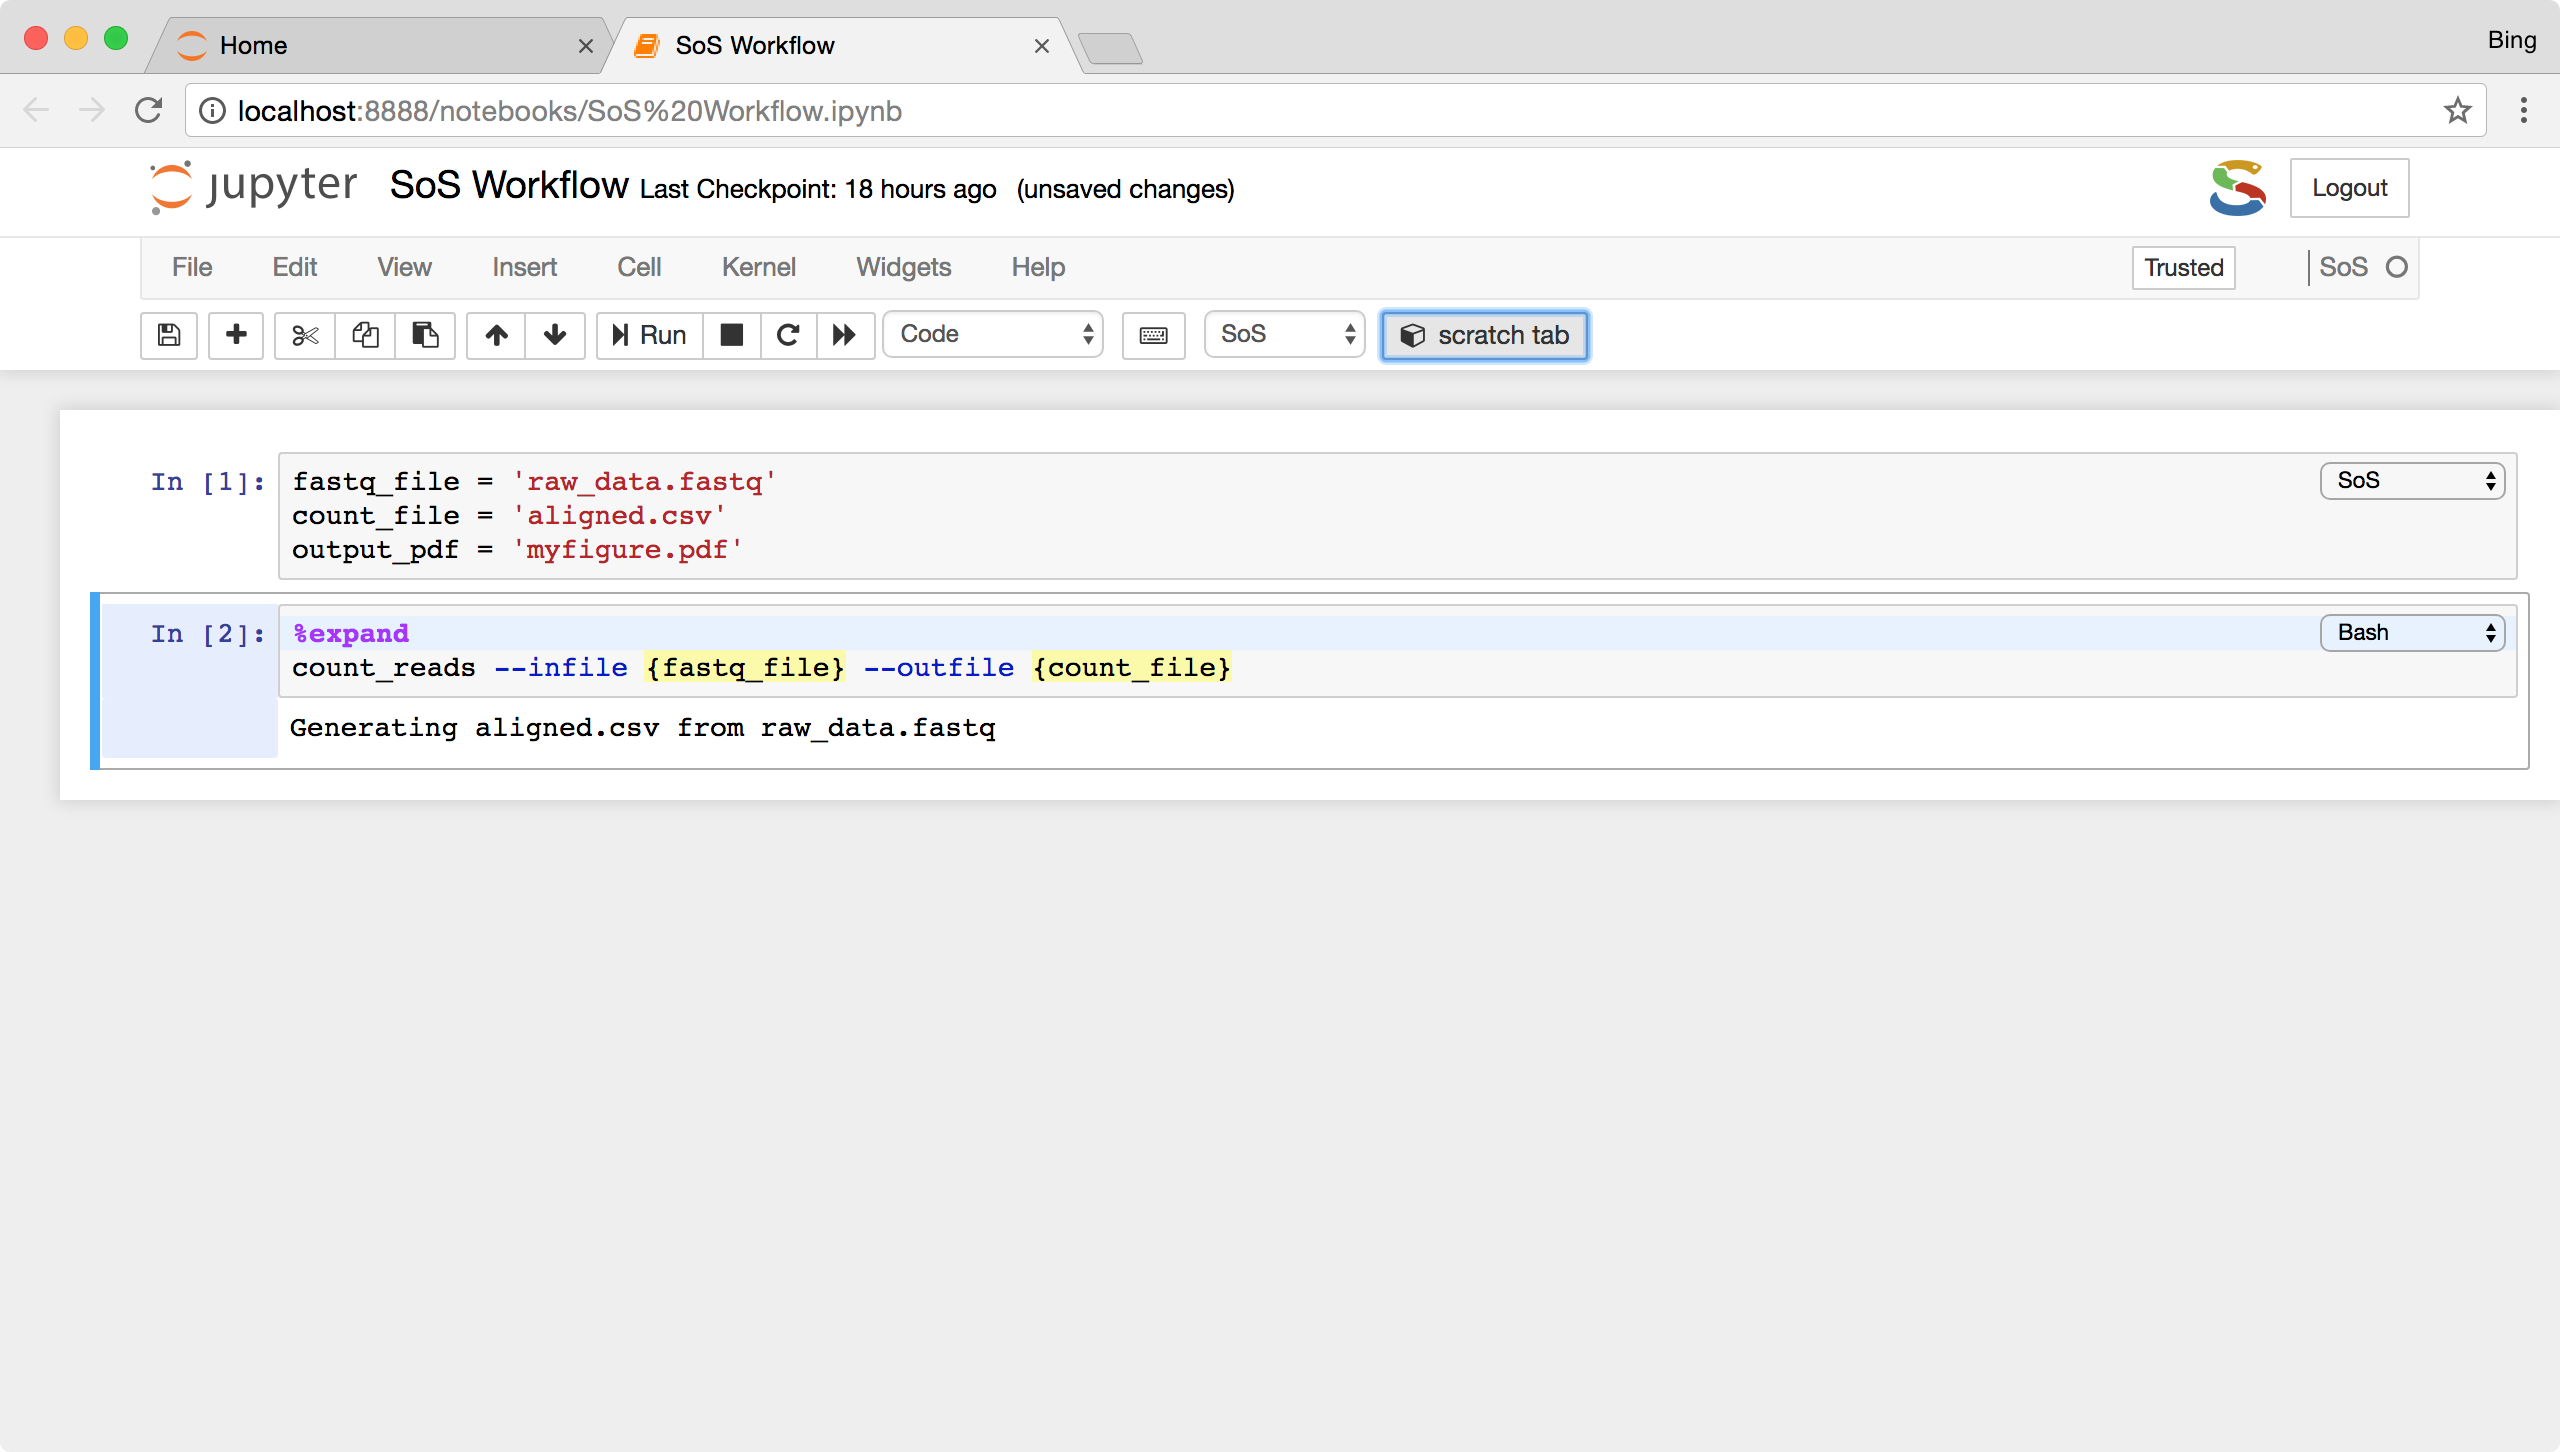 Home
SoS Workflow
Bing
localhost:8888/notebooks/SoS%20Workflow.ipynb
jupyter SoS Workflow Last Checkpoint: 18 hours ago (unsaved changes)
Logout
File Edit View Insert Cell Kernel Widgets Help Trusted SoS
Run Code SoS scratch tab
In [1]: fastq_file = 'raw_data.fastq' SoS
count_file = 'aligned.csv'
output_pdf = 'myfigure.pdf'
In [2]: %expand Bash
count_reads --infile {fastq_file} --outfile {count_file}
Generating aligned.csv from raw_data.fastq